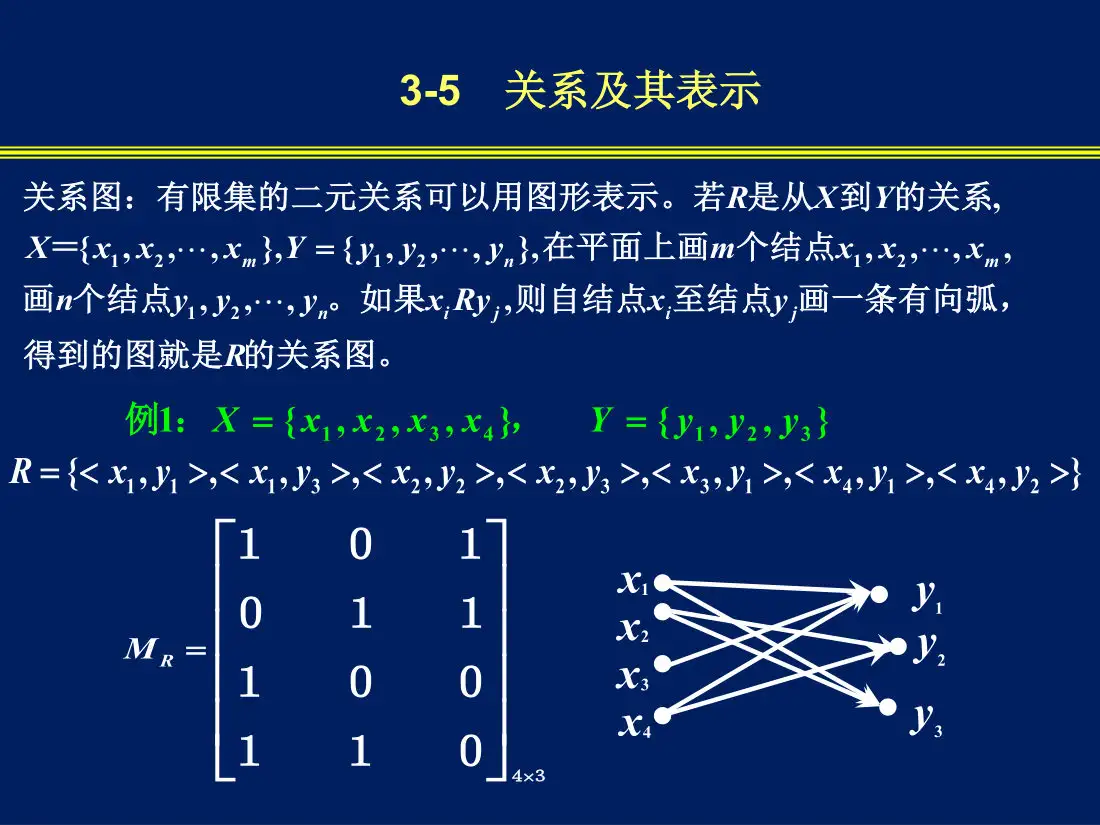 3-5 关系及其表示
关系图：有限集的二元关系可以用图形表示。若R是从X到Y的关系,
X＝{x₁, x₂, ⋯, xₘ}, Y = {y₁, y₂, ⋯, yₙ}, 在平面上画m个结点x₁, x₂, ⋯, xₘ,
画n个结点y₁, y₂, ⋯, yₙ。如果xᵢRyⱼ, 则自结点xᵢ至结点yⱼ画一条有向弧，
得到的图就是R的关系图。
例1：X = {x₁, x₂, x₃, x₄}， Y = {y₁, y₂, y₃}
R = {< x₁, y₁ >, < x₁, y₃ >, < x₂, y₂ >, < x₂, y₃ >, < x₃, y₁ >, < x₄, y₁ >, < x₄, y₂ >}
M_R =
1 0 1
0 1 1
1 0 0
1 1 0
4×3
x₁
x₂
x₃
x₄
y₁
y₂
y₃